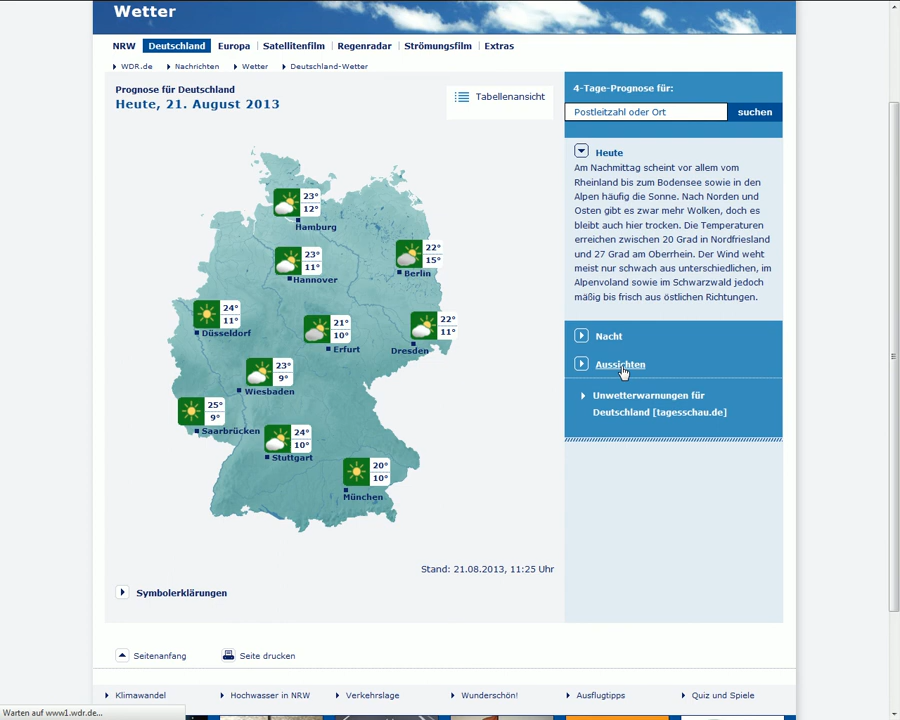 Wetter
NRW Deutschland Europa Satellitenfilm Regenradar Strömungsfilm Extras
WDR.de Nachrichten Wetter Deutschland-Wetter
Prognose für Deutschland
Heute, 21. August 2013
Tabellenansicht
23°
12°
Hamburg
23°
11°
Hannover
22°
15°
Berlin
24°
11°
Düsseldorf
21°
10°
Erfurt
22°
11°
Dresden
23°
9°
Wiesbaden
25°
9°
Saarbrücken
24°
10°
Stuttgart
20°
10°
München
Stand: 21.08.2013, 11:25 Uhr
Symbolerklärungen
4-Tage-Prognose für:
Postleitzahl oder Ort suchen
Heute
Am Nachmittag scheint vor allem vom
Rheinland bis zum Bodensee sowie in den
Alpen häufig die Sonne. Nach Norden und
Osten gibt es zwar mehr Wolken, doch es
bleibt auch hier trocken. Die Temperaturen
erreichen zwischen 20 Grad in Nordfriesland
und 27 Grad am Oberrhein. Der Wind weht
meist nur schwach aus unterschiedlichen, im
Alpenvoland sowie im Schwarzwald jedoch
mäßig bis frisch aus östlichen Richtungen.
Nacht
Aussichten
Unwetterwarnungen für
Deutschland [tagesschau.de]
Seitenanfang Seite drucken
Klimawandel Hochwasser in NRW Verkehrslage Wunderschön! Ausflugtipps Quiz und Spiele
Warten auf www1.wdr.de...